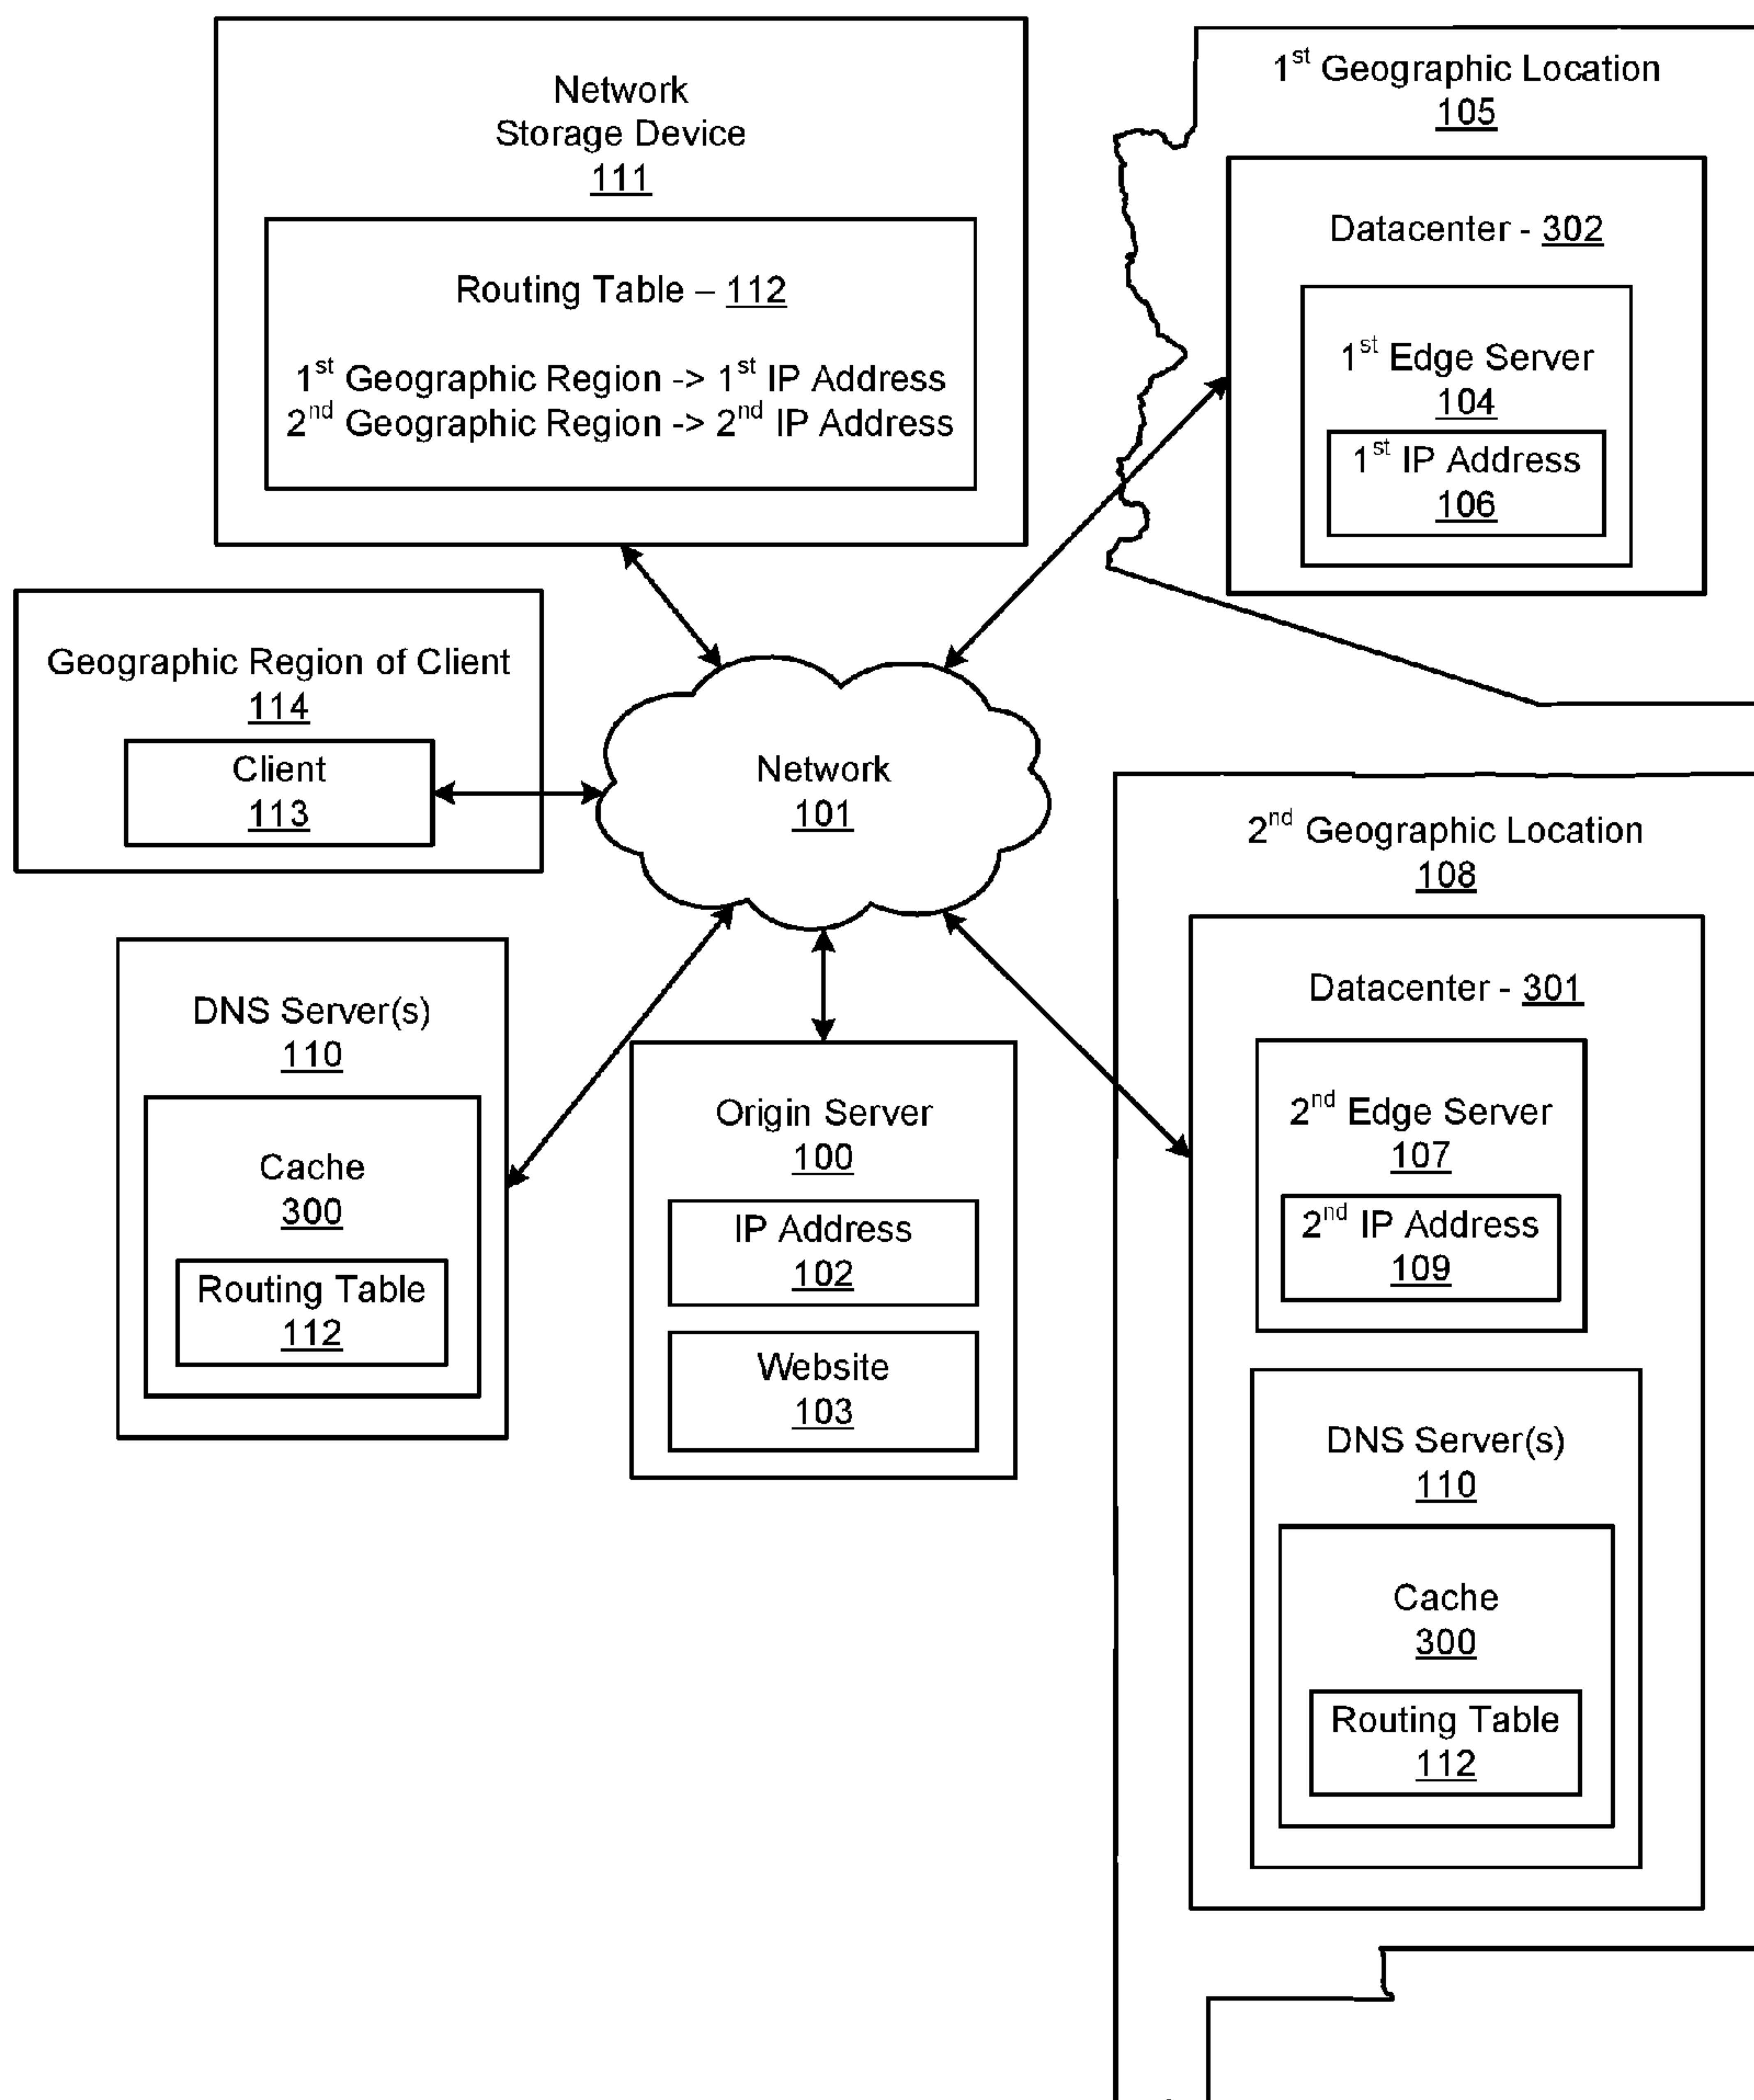 Network
Storage Device
111
Routing Table – 112
1st Geographic Region -> 1st IP Address
2nd Geographic Region -> 2nd IP Address
1st Geographic Location
105
Datacenter - 302
1st Edge Server
104
1st IP Address
106
Geographic Region of Client
114
Client
113
Network
101
2nd Geographic Location
108
Datacenter - 301
2nd Edge Server
107
2nd IP Address
109
DNS Server(s)
110
Cache
300
Routing Table
112
DNS Server(s)
110
Cache
300
Routing Table
112
Origin Server
100
IP Address
102
Website
103